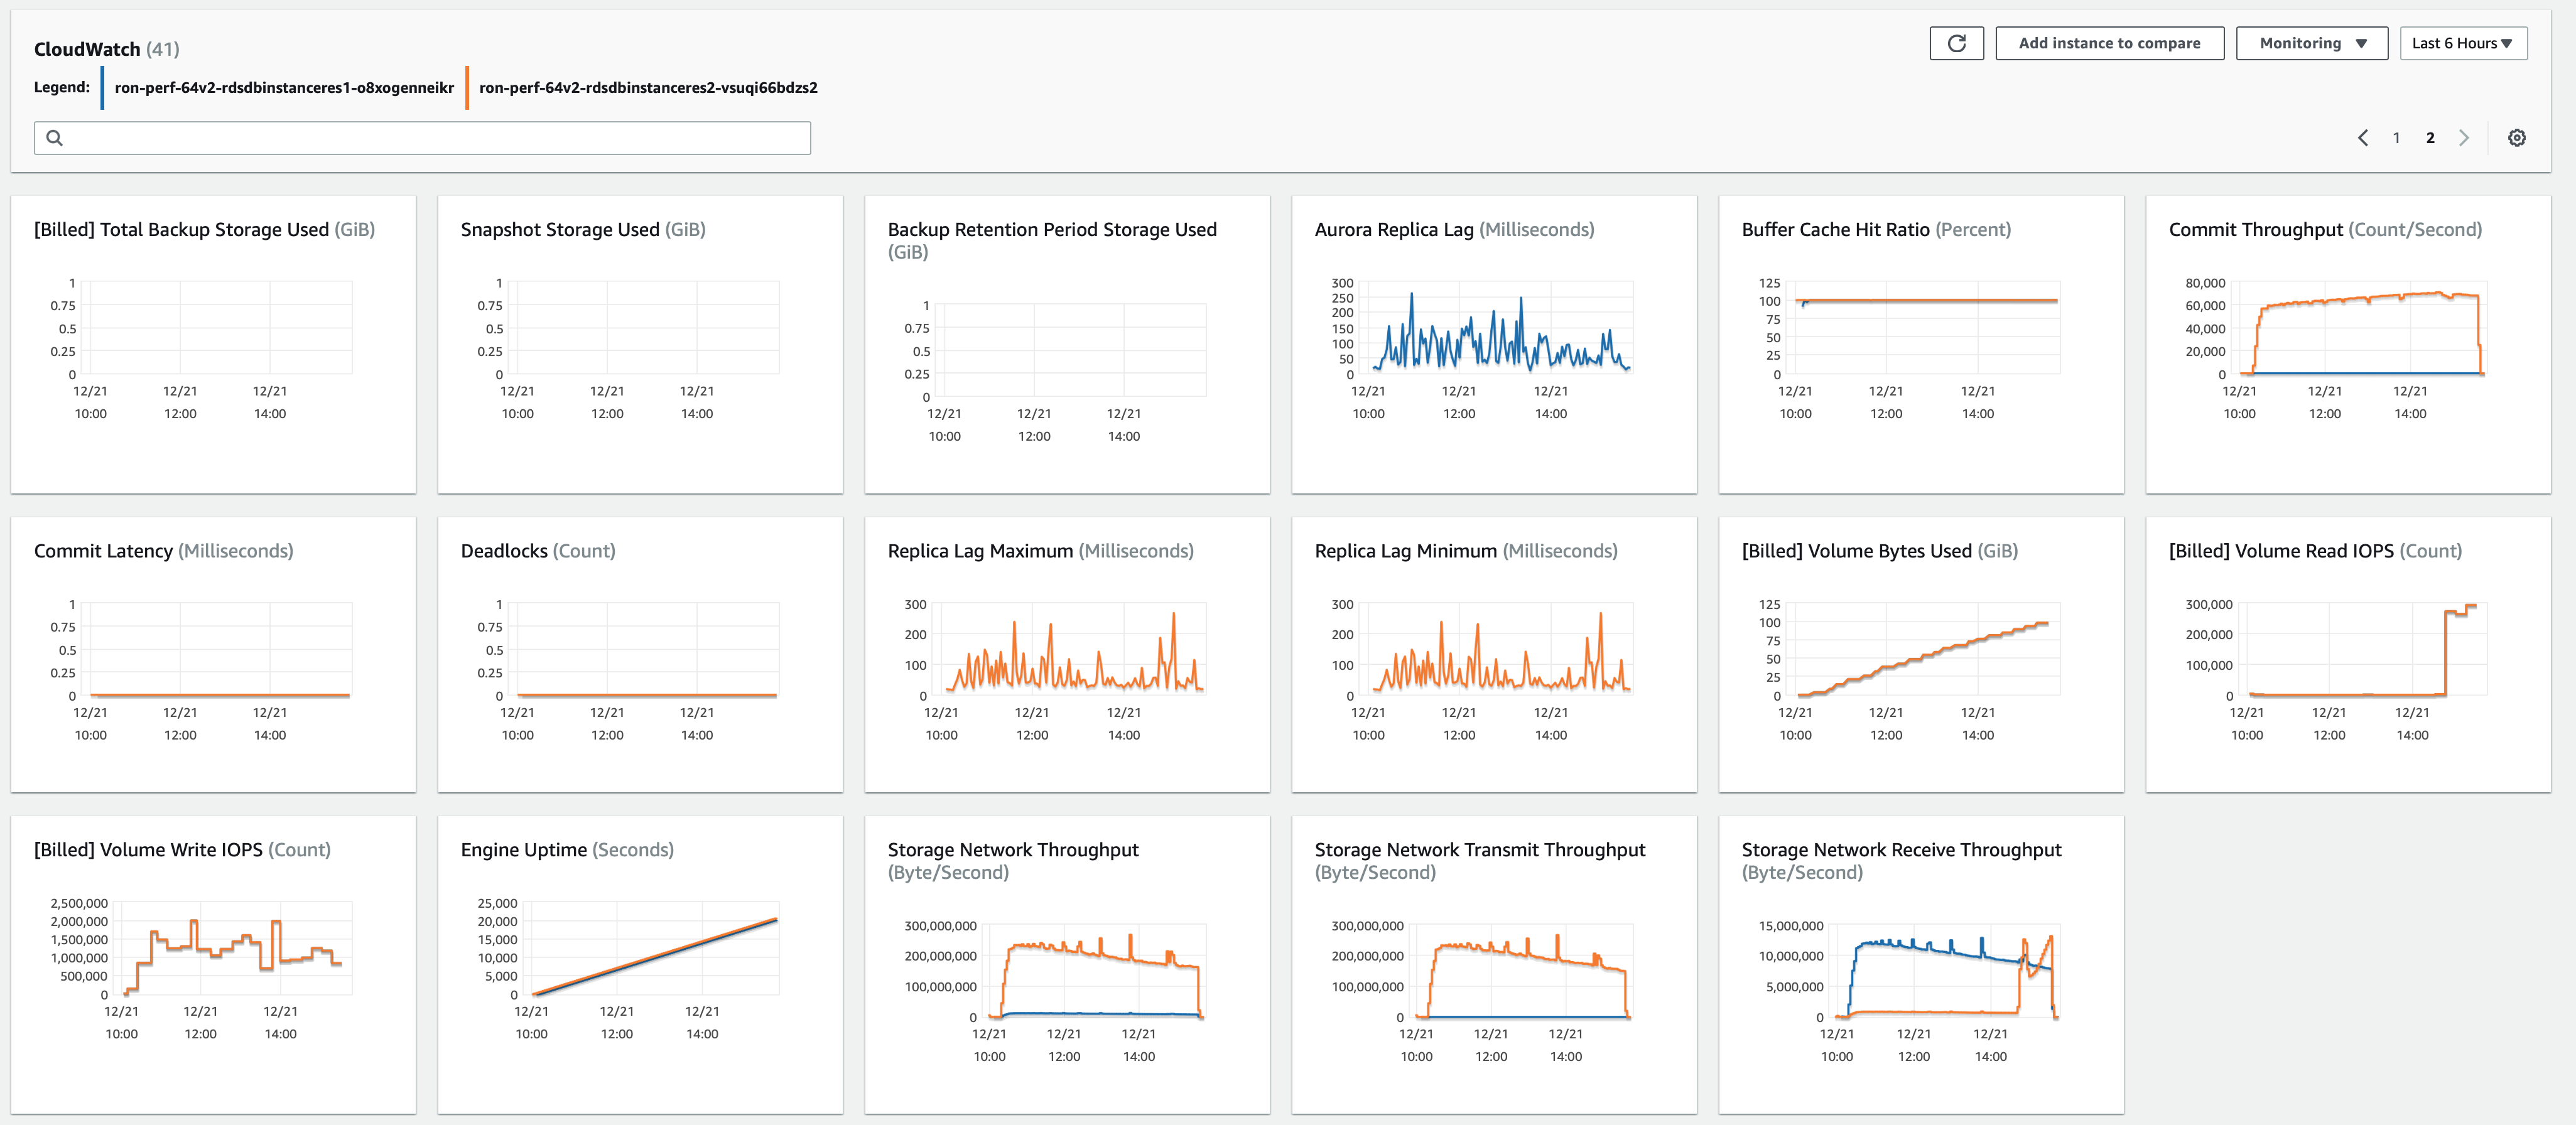 CloudWatch (41)
Add instance to compare
Monitoring
Last 6 Hours
Legend: ron-perf-64v2-rdsdbinstanceres1-o8xogenneikr ron-perf-64v2-rdsdbinstanceres2-vsuqi66bdzs2
1 2
[Billed] Total Backup Storage Used (GiB)
1
0.75
0.5
0.25
0
12/21 12/21 12/21
10:00 12:00 14:00
Snapshot Storage Used (GiB)
1
0.75
0.5
0.25
0
12/21 12/21 12/21
10:00 12:00 14:00
Backup Retention Period Storage Used
(GiB)
1
0.75
0.5
0.25
0
12/21 12/21 12/21
10:00 12:00 14:00
Aurora Replica Lag (Milliseconds)
300
250
200
150
100
50
0
12/21 12/21 12/21
10:00 12:00 14:00
Buffer Cache Hit Ratio (Percent)
125
100
75
50
25
0
12/21 12/21 12/21
10:00 12:00 14:00
Commit Throughput (Count/Second)
80,000
60,000
40,000
20,000
0
12/21 12/21 12/21
10:00 12:00 14:00
Commit Latency (Milliseconds)
1
0.75
0.5
0.25
0
12/21 12/21 12/21
10:00 12:00 14:00
Deadlocks (Count)
1
0.75
0.5
0.25
0
12/21 12/21 12/21
10:00 12:00 14:00
Replica Lag Maximum (Milliseconds)
300
200
100
0
12/21 12/21 12/21
10:00 12:00 14:00
Replica Lag Minimum (Milliseconds)
300
200
100
0
12/21 12/21 12/21
10:00 12:00 14:00
[Billed] Volume Bytes Used (GiB)
125
100
75
50
25
0
12/21 12/21 12/21
10:00 12:00 14:00
[Billed] Volume Read IOPS (Count)
300,000
200,000
100,000
0
12/21 12/21 12/21
10:00 12:00 14:00
[Billed] Volume Write IOPS (Count)
2,500,000
2,000,000
1,500,000
1,000,000
500,000
0
12/21 12/21 12/21
10:00 12:00 14:00
Engine Uptime (Seconds)
25,000
20,000
15,000
10,000
5,000
0
12/21 12/21 12/21
10:00 12:00 14:00
Storage Network Throughput
(Byte/Second)
300,000,000
200,000,000
100,000,000
0
12/21 12/21 12/21
10:00 12:00 14:00
Storage Network Transmit Throughput
(Byte/Second)
300,000,000
200,000,000
100,000,000
0
12/21 12/21 12/21
10:00 12:00 14:00
Storage Network Receive Throughput
(Byte/Second)
15,000,000
10,000,000
5,000,000
0
12/21 12/21 12/21
10:00 12:00 14:00